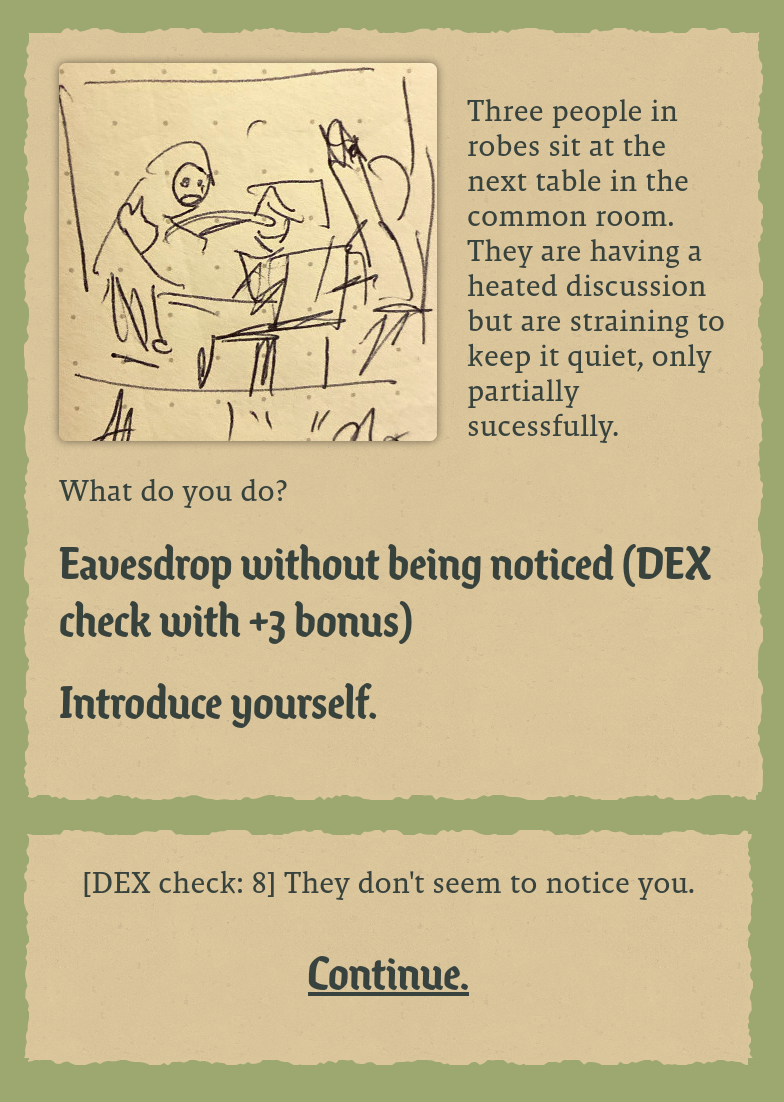 Three people in
robes sit at the
next table in the
common room.
They are having a
heated discussion
but are straining to
keep it quiet, only
partially
sucessfully.
What do you do?
Eavesdrop without being noticed (DEX
check with +3 bonus)
Introduce yourself.
[DEX check: 8] They don't seem to notice you.
Continue.